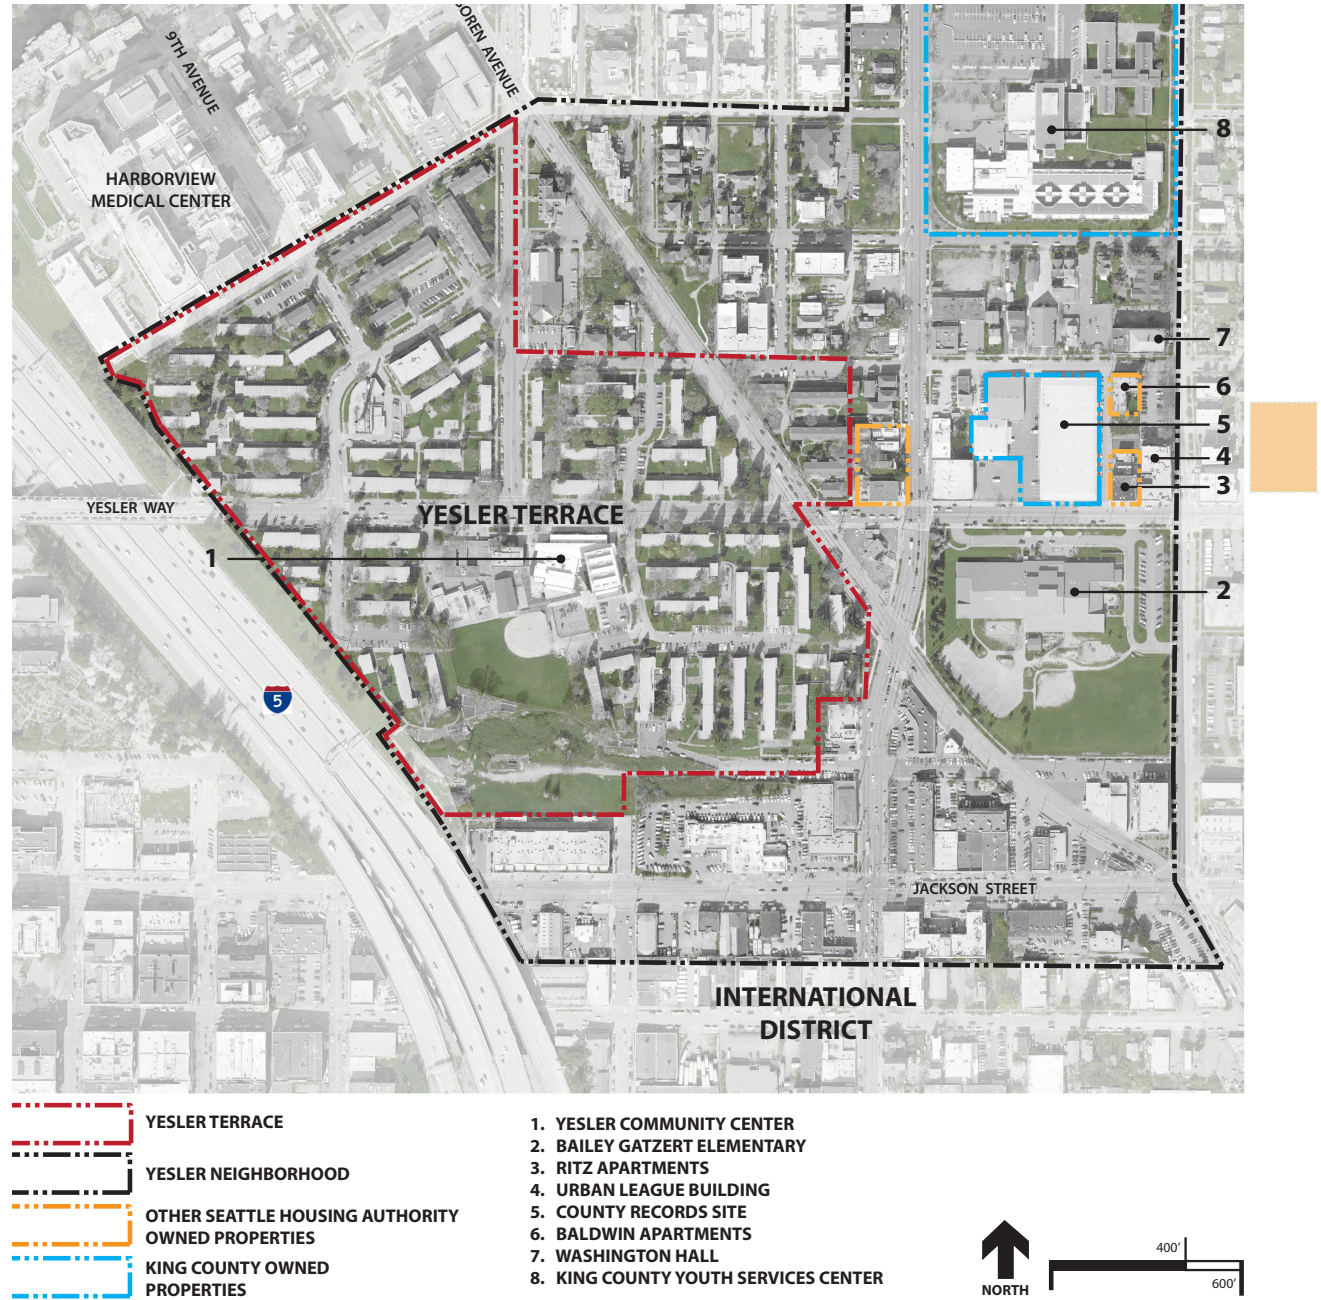 9TH AVENUE
BOREN AVENUE
HARBORVIEW
MEDICAL CENTER
8
7
6
5
4
3
YESLER WAY
YESLER TERRACE
1
2
5
JACKSON STREET
INTERNATIONAL
DISTRICT
YESLER TERRACE
YESLER NEIGHBORHOOD
OTHER SEATTLE HOUSING AUTHORITY
OWNED PROPERTIES
KING COUNTY OWNED
PROPERTIES
1. YESLER COMMUNITY CENTER
2. BAILEY GATZERT ELEMENTARY
3. RITZ APARTMENTS
4. URBAN LEAGUE BUILDING
5. COUNTY RECORDS SITE
6. BALDWIN APARTMENTS
7. WASHINGTON HALL
8. KING COUNTY YOUTH SERVICES CENTER
NORTH
400'
600'